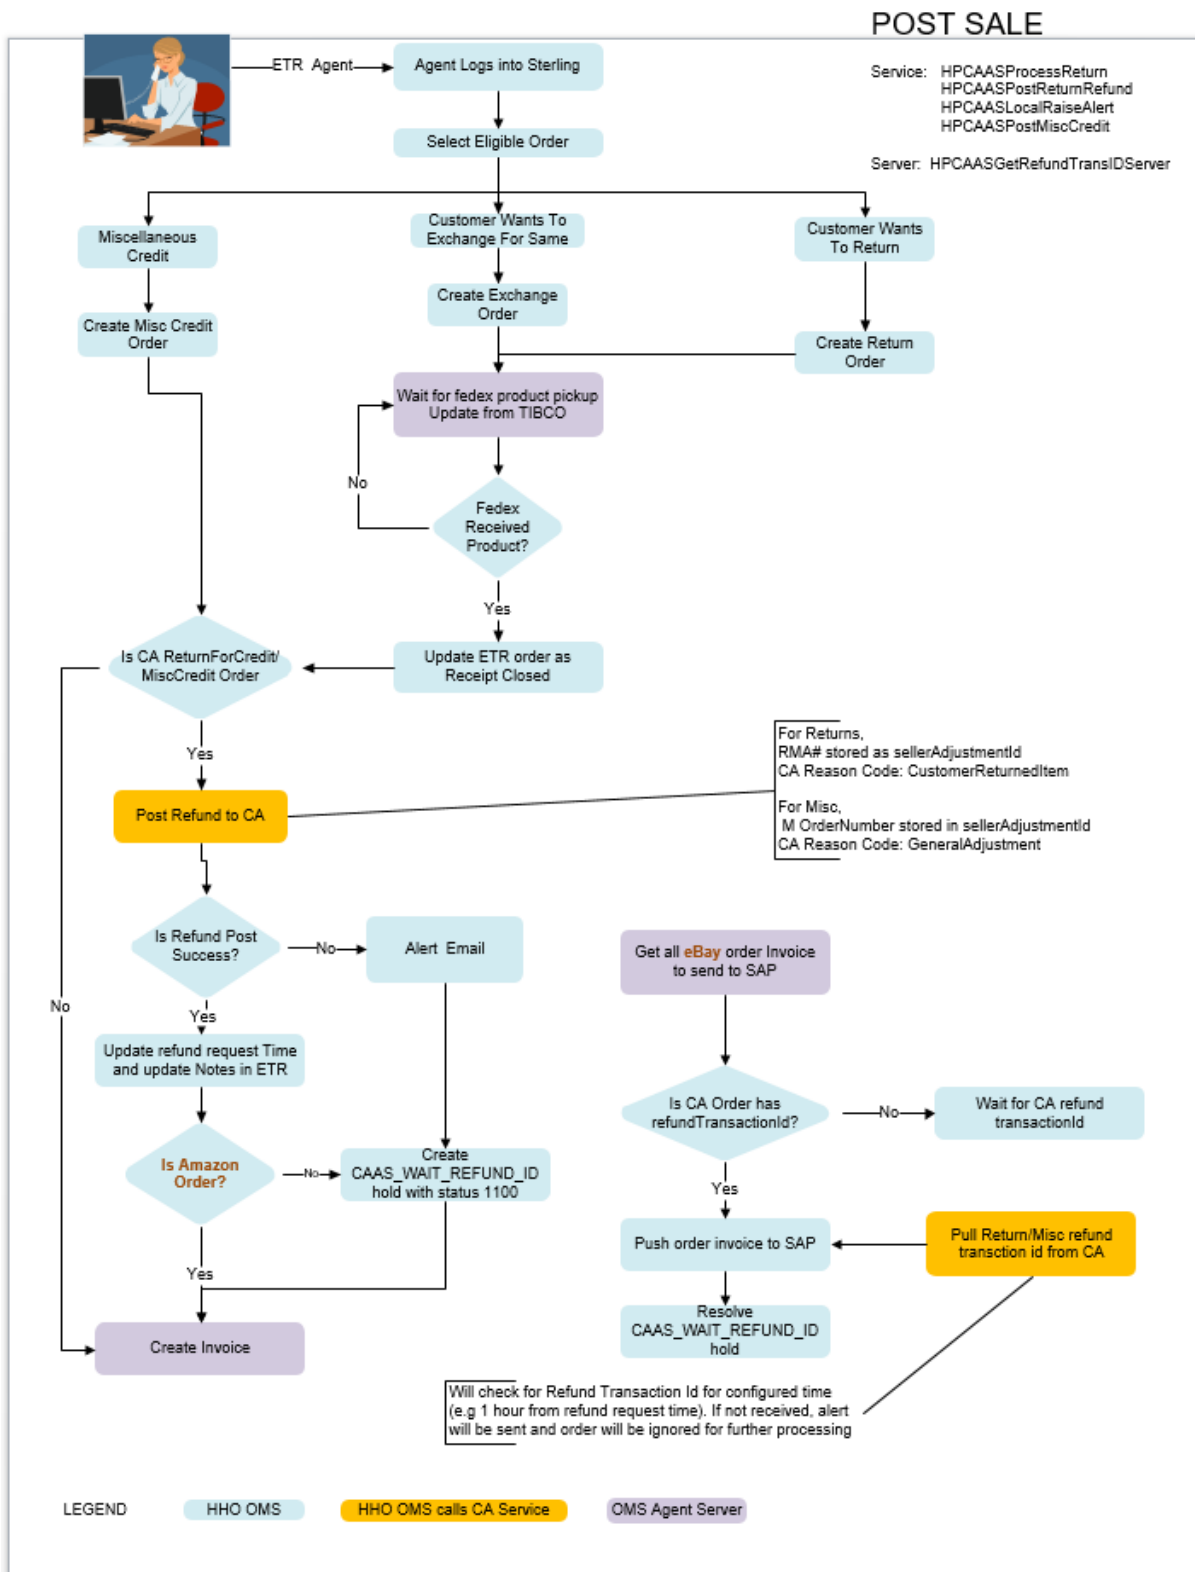 POST SALE
Service: HPCAASProcessReturn
HPCAASPostReturnRefund
HPCAASLocalRaiseAlert
HPCAASPostMiscCredit
Server: HPCAASGetRefundTransIDServer
ETR Agent
Agent Logs into Sterling
Select Eligible Order
Miscellaneous
Credit
Customer Wants To
Exchange For Same
Customer Wants
To Return
Create Misc Credit
Order
Create Exchange
Order
Create Return
Order
Wait for fedex product pickup
Update from TIBCO
No
Fedex
Received
Product?
Yes
Is CA ReturnForCredit/
MiscCredit Order
Update ETR order as
Receipt Closed
Yes
Post Refund to CA
For Returns,
RMA# stored as sellerAdjustmentId
CA Reason Code: CustomerReturnedItem
For Misc,
M OrderNumber stored in sellerAdjustmentId
CA Reason Code: GeneralAdjustment
Is Refund Post
Success?
No
Alert Email
Get all eBay order Invoice
to send to SAP
No
Yes
Update refund request Time
and update Notes in ETR
Is CA Order has
refundTransactionId?
No
Wait for CA refund
transactionId
Is Amazon
Order?
No
Create
CAAS_WAIT_REFUND_ID
hold with status 1100
Yes
Push order invoice to SAP
Pull Return/Misc refund
transction id from CA
Yes
Create Invoice
Resolve
CAAS_WAIT_REFUND_ID
hold
Will check for Refund Transaction Id for configured time
(e.g 1 hour from refund request time). If not received, alert
will be sent and order will be ignored for further processing
LEGEND
HHO OMS
HHO OMS calls CA Service
OMS Agent Server